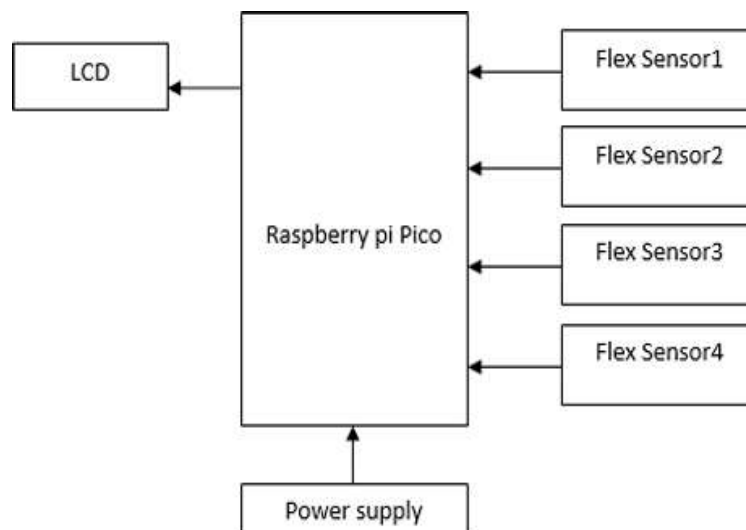 LCD
Raspberry pi Pico
Flex Sensor1
Flex Sensor2
Flex Sensor3
Flex Sensor4
Power supply